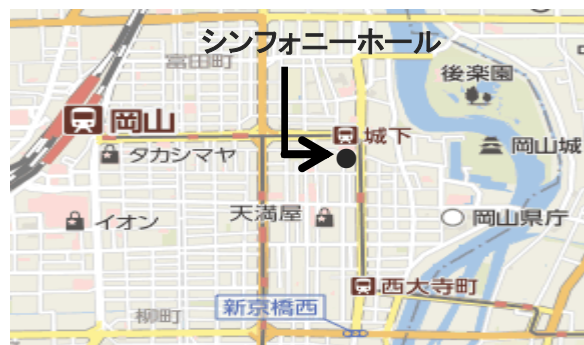 シンフォニーホール
富田町
後楽園
岡山
城下
タカシマヤ
岡山城
天満屋
イオン
岡山県庁
西大寺町
新京橋西
柳町